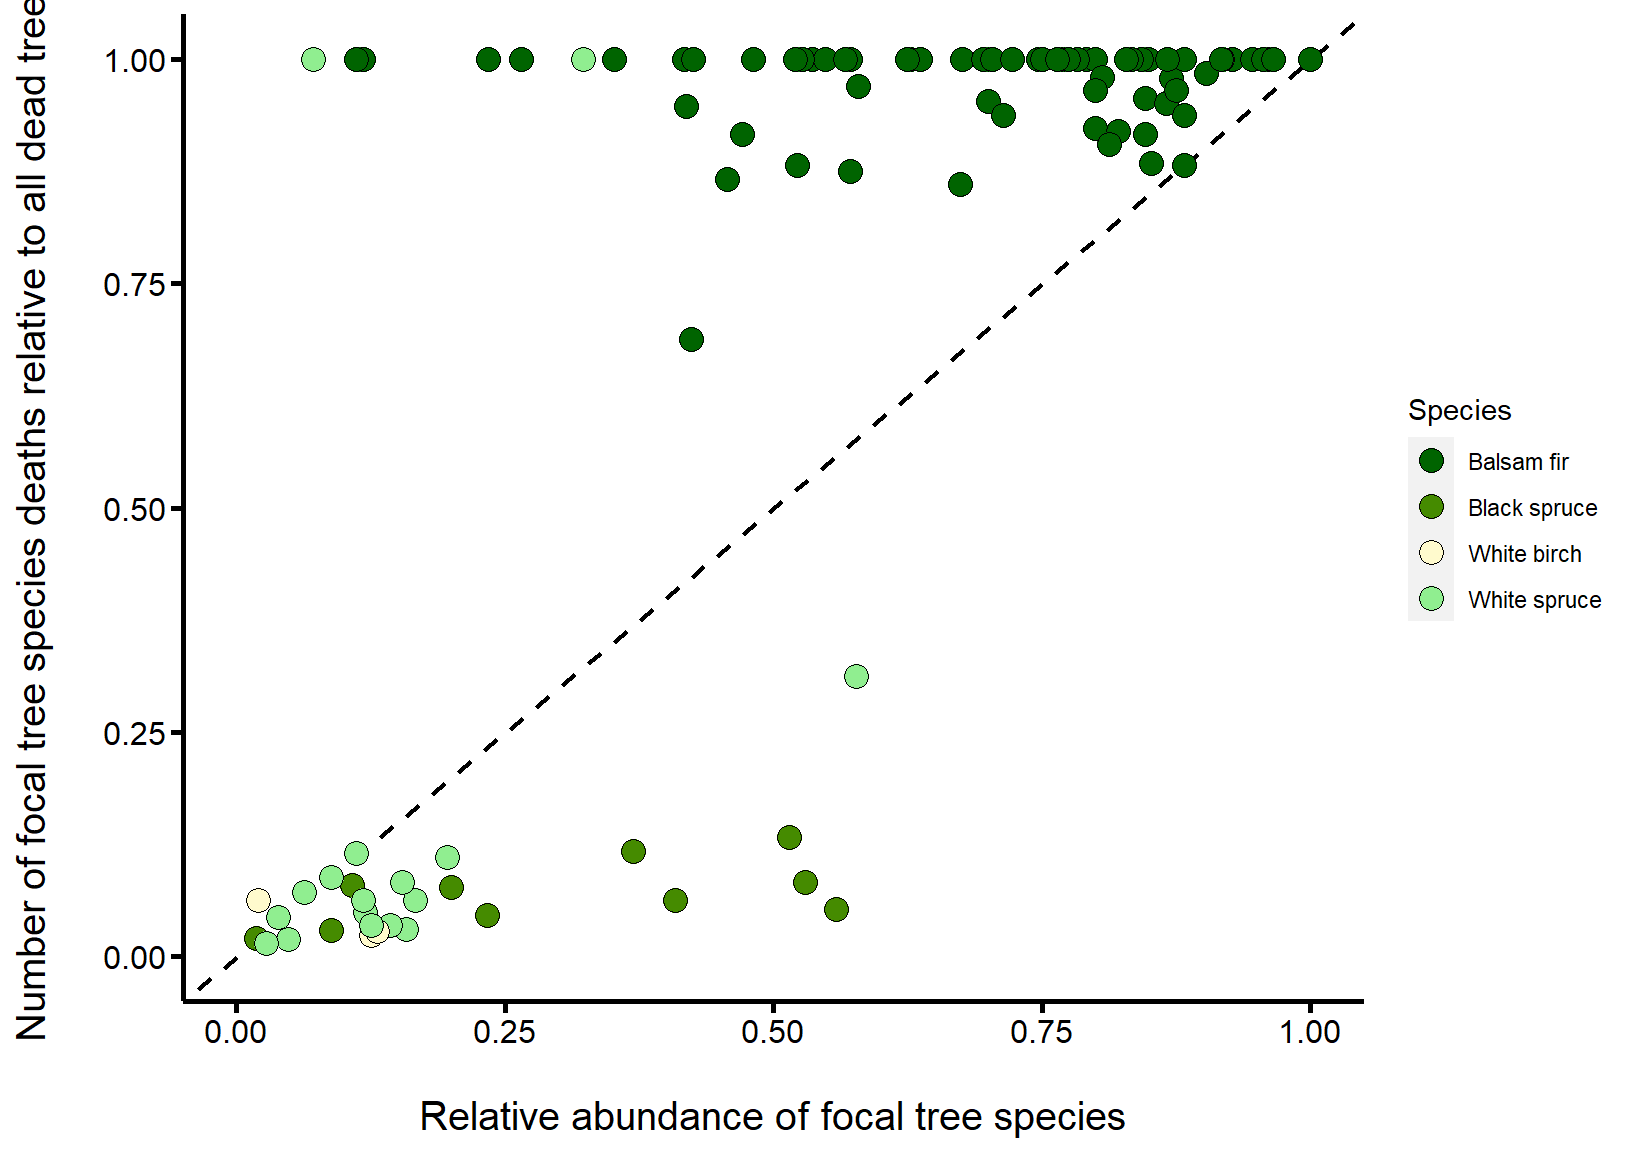 Number of focal tree species deaths relative to all dead tree
1.00
0.75
0.50
0.25
0.00
0.00 0.25 0.50 0.75 1.00
Relative abundance of focal tree species
Species
Balsam fir
Black spruce
White birch
White spruce